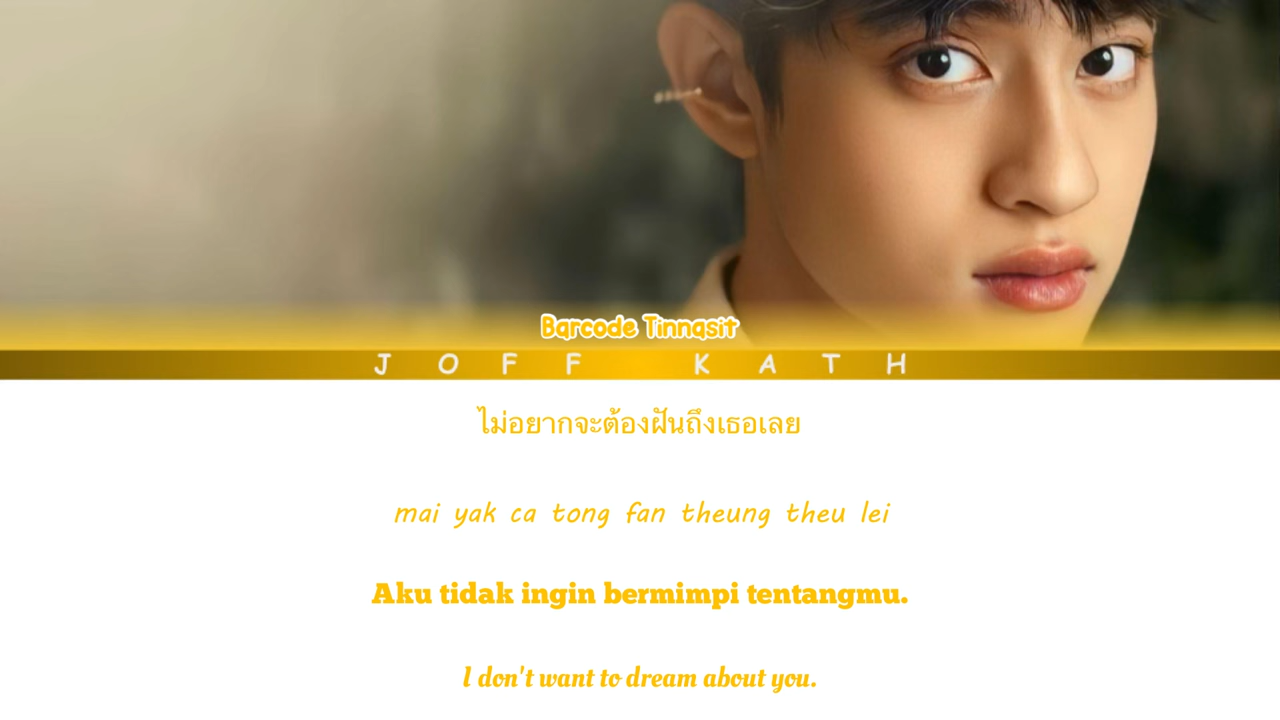 Barcode Tinnasit
JOFF KATH
ไม่อยากจะต้องฝันถึงเธอเลย
mai yak ca tong fan theung theu lei
Aku tidak ingin bermimpi tentangmu.
I don't want to dream about you.